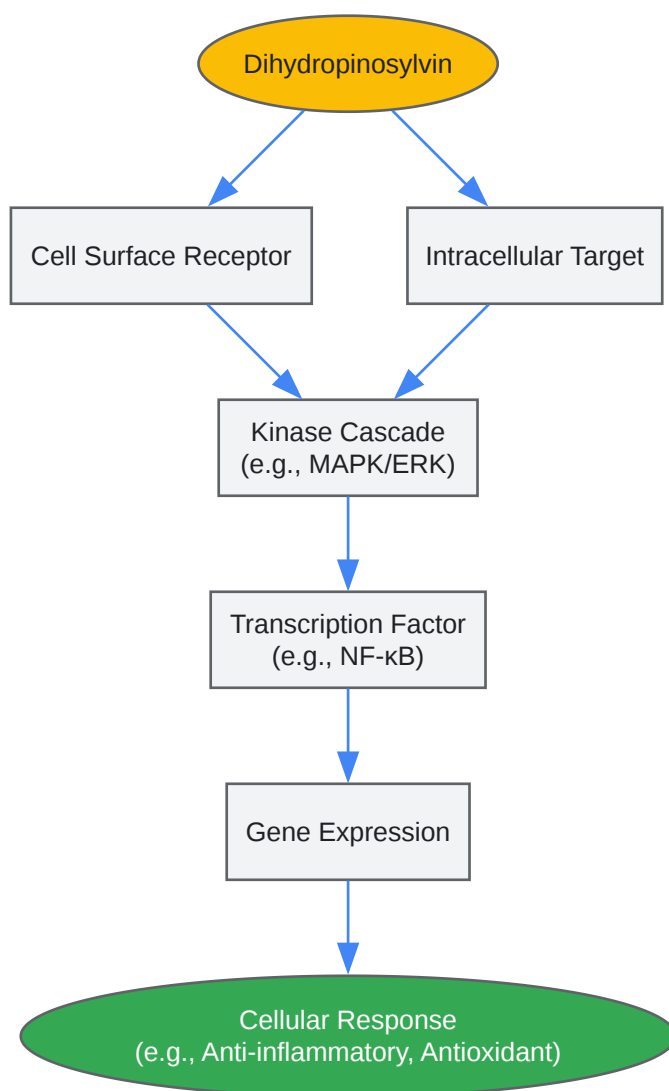 Dihydropinosylvin
Cell Surface Receptor
Intracellular Target
Kinase Cascade
(e.g., MAPK/ERK)
Transcription Factor
(e.g., NF-κB)
Gene Expression
Cellular Response
(e.g., Anti-inflammatory, Antioxidant)